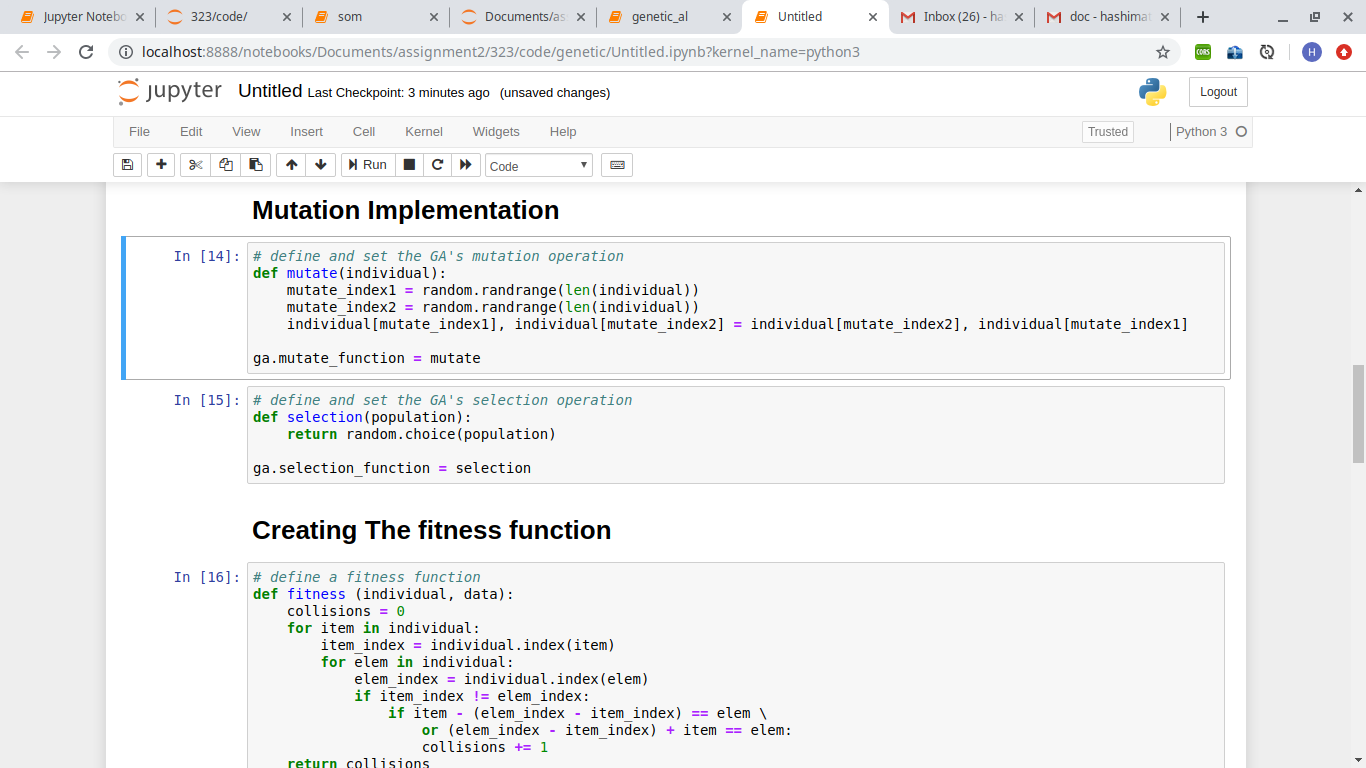 Jupyter Notebo
323/code/
som
Documents/as
genetic_al
Untitled
Inbox (26) - ha
doc - hashimat
localhost:8888/notebooks/Documents/assignment2/323/code/genetic/Untitled.ipynb?kernel_name=python3
CORS
H
jupyter Untitled Last Checkpoint: 3 minutes ago (unsaved changes)
Logout
File Edit View Insert Cell Kernel Widgets Help
Trusted
Python 3
Run
Code
Mutation Implementation
In [14]:
# define and set the GA's mutation operation
def mutate(individual):
    mutate_index1 = random.randrange(len(individual))
    mutate_index2 = random.randrange(len(individual))
    individual[mutate_index1], individual[mutate_index2] = individual[mutate_index2], individual[mutate_index1]
ga.mutate_function = mutate
In [15]:
# define and set the GA's selection operation
def selection(population):
    return random.choice(population)
ga.selection_function = selection
Creating The fitness function
In [16]:
# define a fitness function
def fitness (individual, data):
    collisions = 0
    for item in individual:
        item_index = individual.index(item)
        for elem in individual:
            elem_index = individual.index(elem)
            if item_index != elem_index:
                if item - (elem_index - item_index) == elem \
                    or (elem_index - item_index) + item == elem:
                    collisions += 1
    return collisions